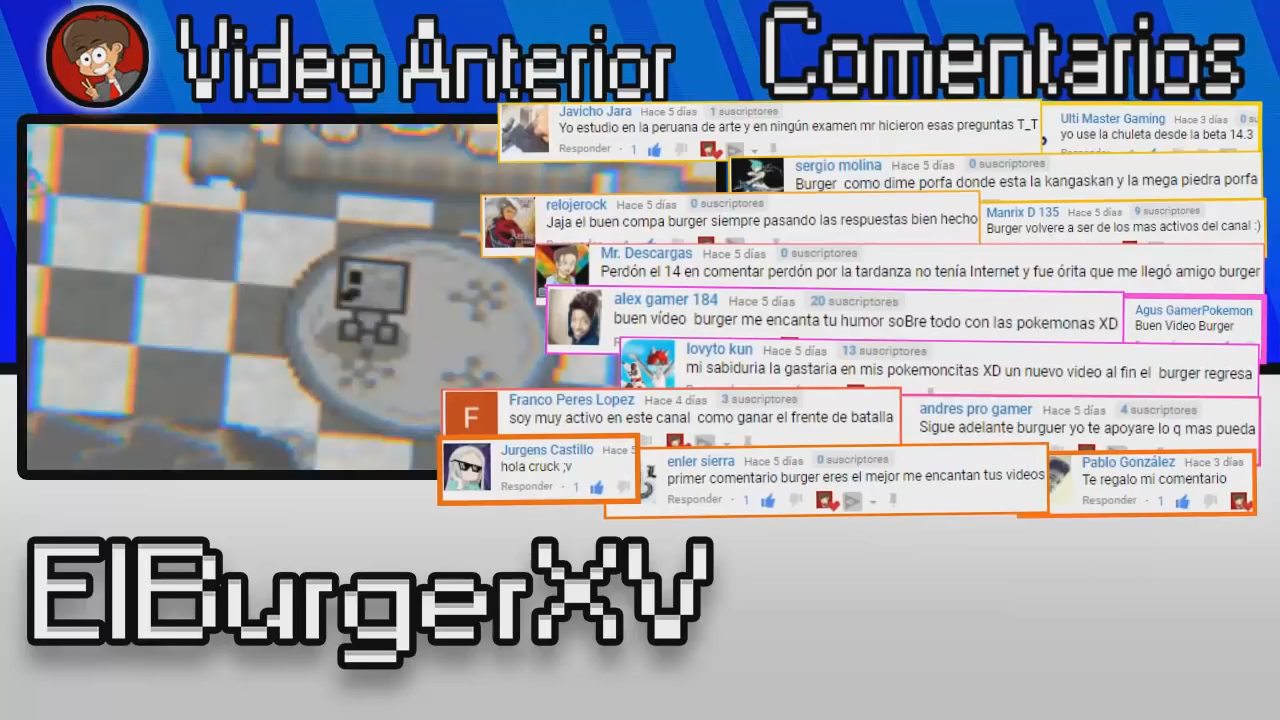 Video Anterior
Comentarios
Javicho Jara Hace 5 días 1 suscriptores
Yo estudio en la peruana de arte y en ningún examen mr hicieron esas preguntas T_T
Responder · 1
Ulti Master Gaming Hace 3 días
yo use la chuleta desde la beta 14.3
sergio molina Hace 5 días 0 suscriptores
Burger como dime porfa donde esta la kangaskan y la mega piedra porfa
relojerock Hace 5 días 0 suscriptores
Jaja el buen compa burger siempre pasando las respuestas bien hecho
Manrix D 135 Hace 5 días 9 suscriptores
Burger volvere a ser de los mas activos del canal :)
Mr. Descargas Hace 5 días 0 suscriptores
Perdón el 14 en comentar perdón por la tardanza no tenía Internet y fue órita que me llegó amigo burger
alex gamer 184 Hace 5 días 20 suscriptores
buen vídeo burger me encanta tu humor soBre todo con las pokemonas XD
Agus GamerPokemon
Buen Video Burger
lovyto kun Hace 5 días 13 suscriptores
mi sabiduria la gastaria en mis pokemoncitas XD un nuevo video al fin el burger regresa
F
Franco Peres Lopez Hace 4 días 3 suscriptores
soy muy activo en este canal como ganar el frente de batalla
andres pro gamer Hace 5 días 4 suscriptores
Sigue adelante burguer yo te apoyare lo q mas pueda
Jurgens Castillo Hace 5
hola cruck ;v
Responder · 1
enler sierra Hace 5 días 0 suscriptores
primer comentario burger eres el mejor me encantan tus videos
Responder · 1
Pablo González Hace 3 días
Te regalo mi comentario
Responder · 1
ElBurgerXV